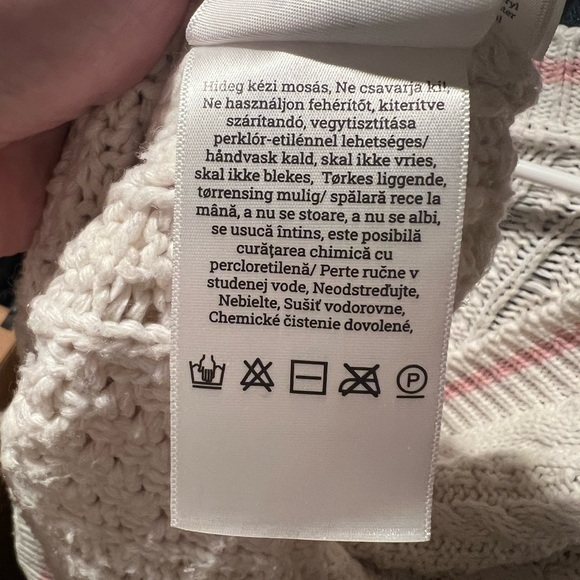 Hideg kézi mosás, Ne csavarja ki!,
Ne használjon fehérítőt, kiterítve
szárítandó, vegytisztítása
perklór-etilénnel lehetséges/
håndvask kald, skal ikke vries,
skal ikke blekes, Tørkes liggende,
tørrensing mulig/ spălară rece la
mână, a nu se stoare, a nu se albi,
se usucă întins, este posibilă
curățarea chimică cu
percloretilenă/ Perte ručne v
studenej vode, Neodstreďujte,
Nebielte, Sušiť vodorovne,
Chemické čistenie dovolené,
P